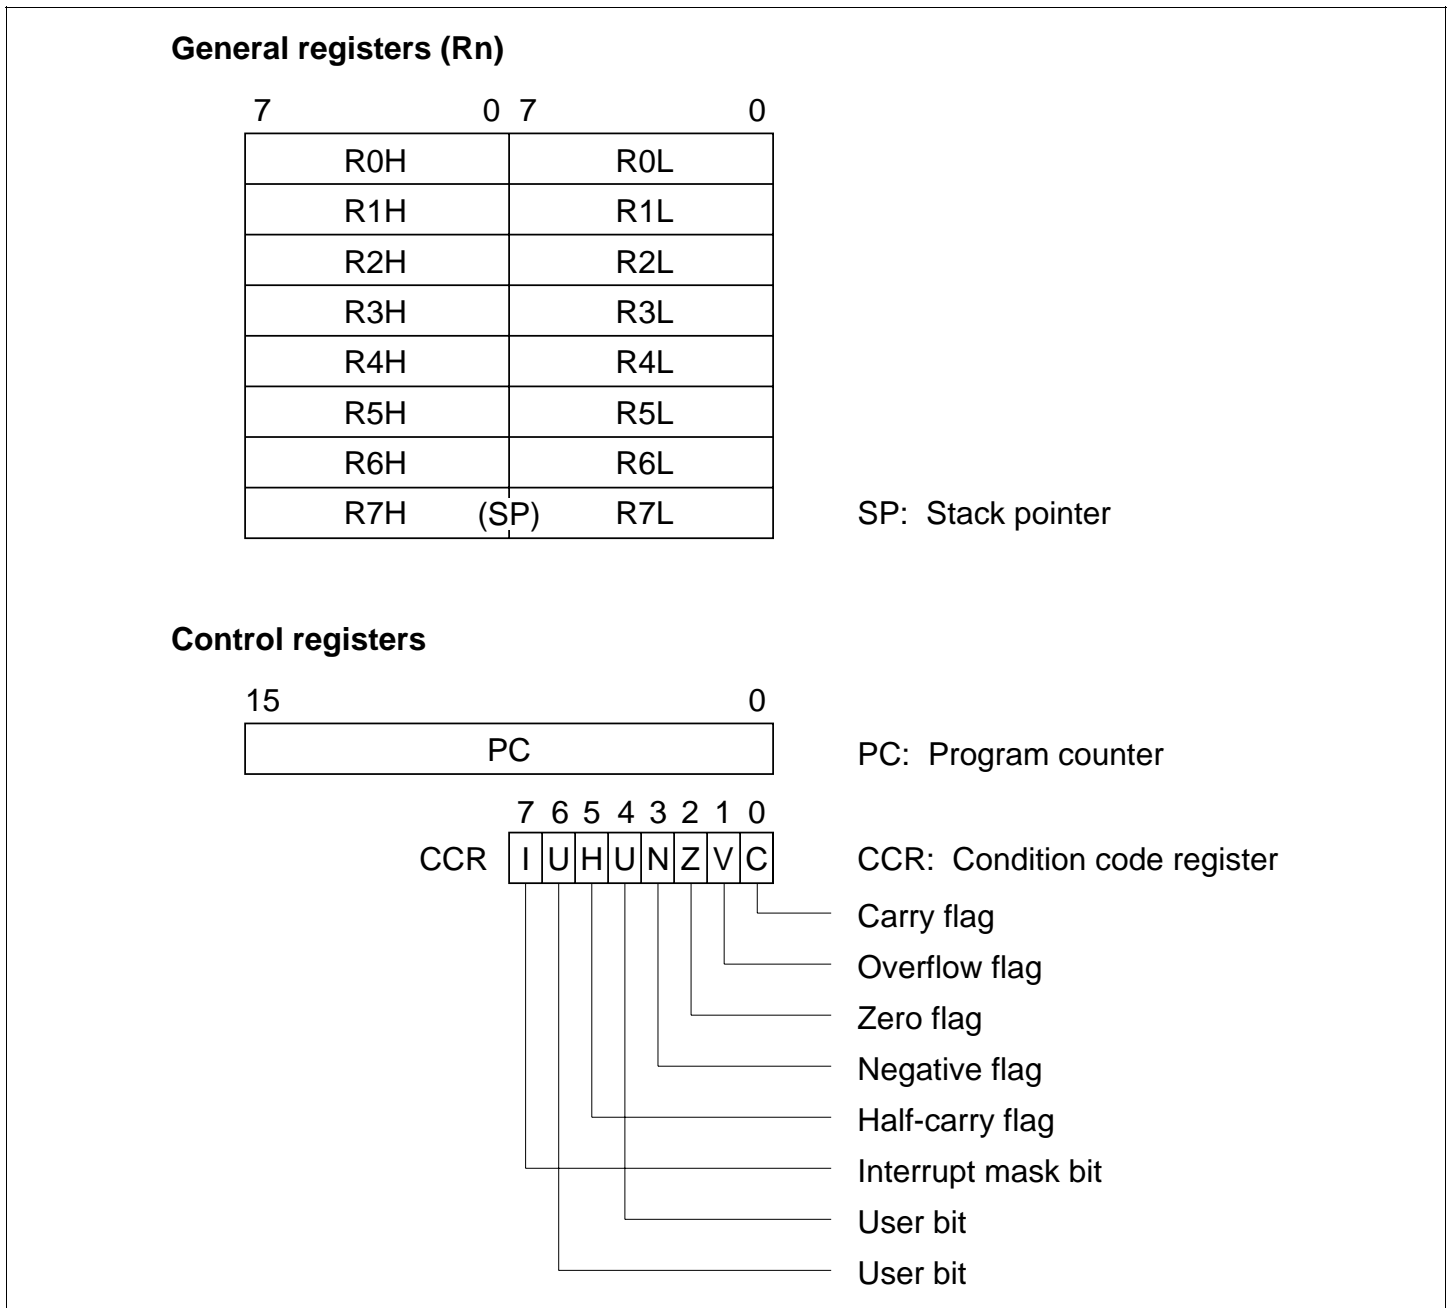 General registers (Rn)
7 0 7 0
R0H R0L
R1H R1L
R2H R2L
R3H R3L
R4H R4L
R5H R5L
R6H R6L
R7H (SP) R7L SP: Stack pointer
Control registers
15 0
PC PC: Program counter
7 6 5 4 3 2 1 0
CCR I U H U N Z V C CCR: Condition code register
Carry flag
Overflow flag
Zero flag
Negative flag
Half-carry flag
Interrupt mask bit
User bit
User bit